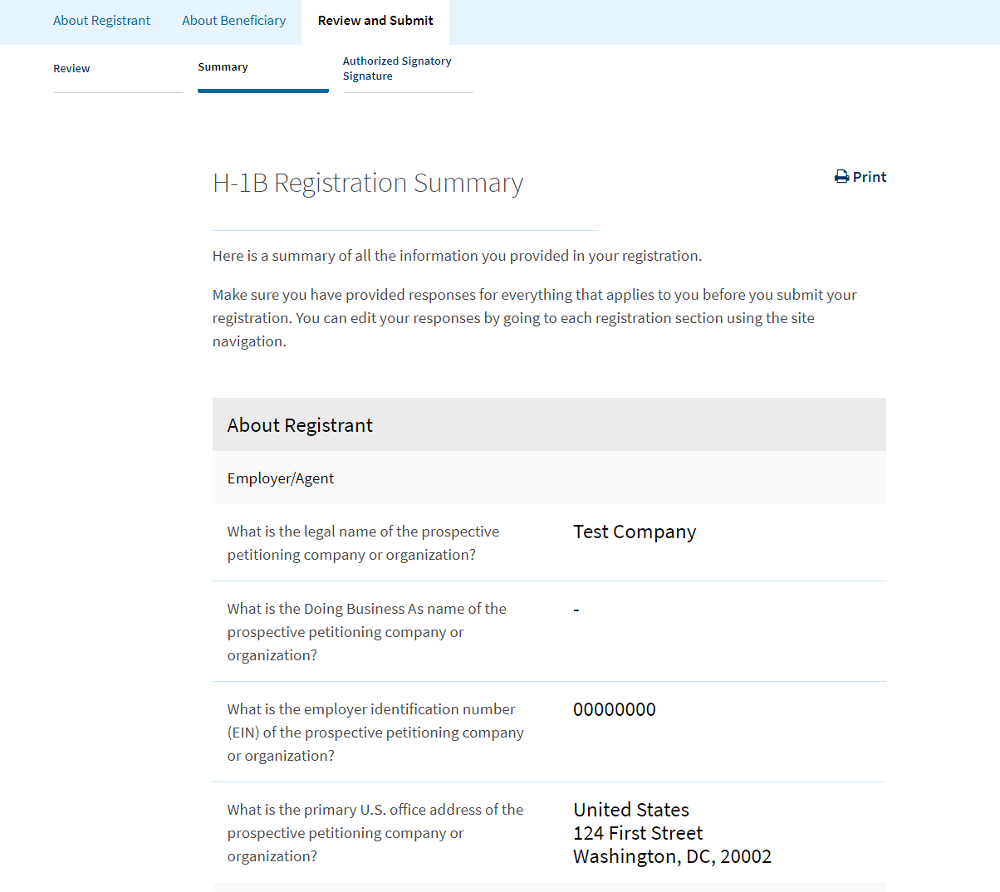 About Registrant
About Beneficiary
Review and Submit
Review
Summary
Authorized Signatory
Signature
H-1B Registration Summary
Print
Here is a summary of all the information you provided in your registration.
Make sure you have provided responses for everything that applies to you before you submit your
registration. You can edit your responses by going to each registration section using the site
navigation.
About Registrant
Employer/Agent
What is the legal name of the prospective
petitioning company or organization?
Test Company
What is the Doing Business As name of the
prospective petitioning company or
organization?
-
What is the employer identification number
(EIN) of the prospective petitioning company
or organization?
00000000
What is the primary U.S. office address of the
prospective petitioning company or
organization?
United States
124 First Street
Washington, DC, 20002